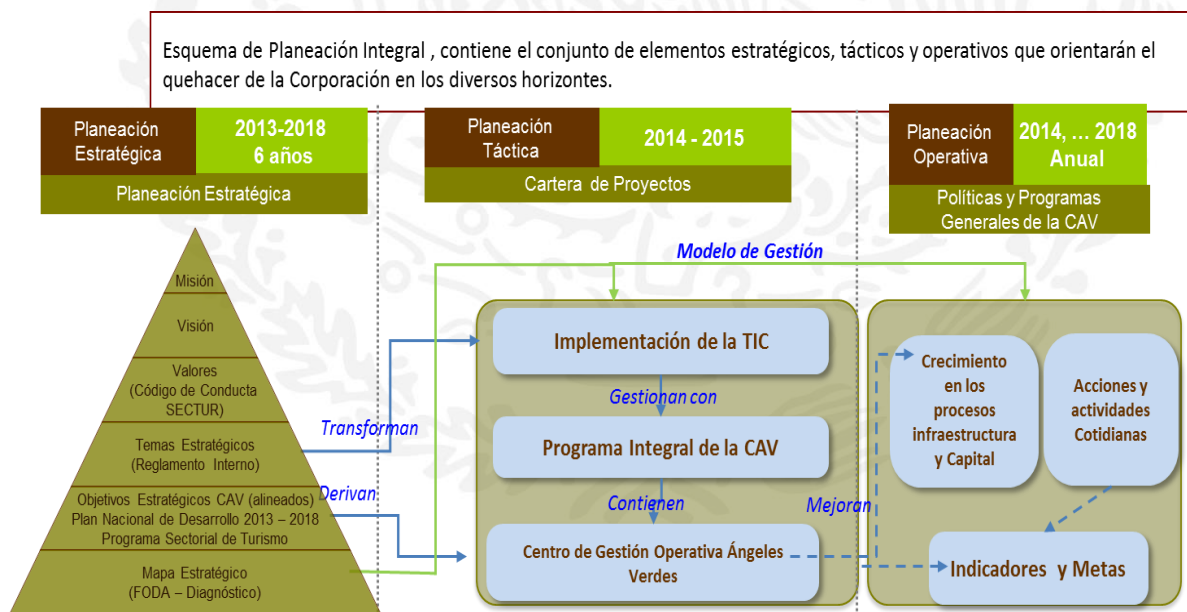 Esquema de Planeación Integral , contiene el conjunto de elementos estratégicos, tácticos y operativos que orientarán el
quehacer de la Corporación en los diversos horizontes.
Planeación
Estratégica
2013-2018
6 años
Planeación Estratégica
Planeación
Táctica
2014 - 2015
Cartera de Proyectos
Planeación
Operativa
2014, ... 2018
Anual
Políticas y Programas
Generales de la CAV
Misión
Visión
Valores
(Código de Conducta
SECTUR)
Temas Estratégicos
(Reglamento Interno)
Objetivos Estratégicos CAV (alineados)
Plan Nacional de Desarrollo 2013 – 2018
Programa Sectorial de Turismo
Mapa Estratégico
(FODA – Diagnóstico)
Transforman
Derivan
Modelo de Gestión
Implementación de la TIC
Gestionan con
Programa Integral de la CAV
Contienen
Centro de Gestión Operativa Ángeles
Verdes
Mejoran
Crecimiento
en los
procesos
infraestructura
y Capital
Acciones y
actividades
Cotidianas
Indicadores y Metas